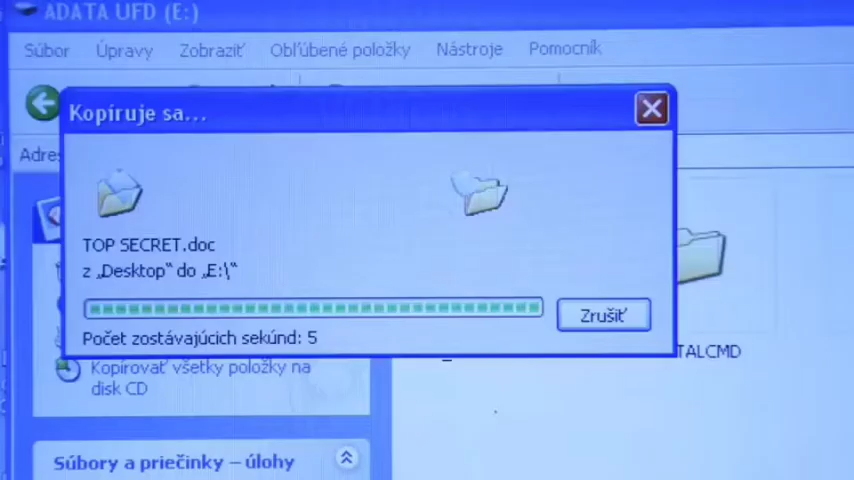 ADATA UFD (E:)
Súbor Úpravy Zobraziť Obľúbené položky Nástroje Pomocník
Kopíruje sa...
TOP SECRET.doc
z „Desktop“ do „E:\“
Zrušiť
Počet zostávajúcich sekúnd: 5
TALCMD
Kopírovať všetky položky na
disk CD
Súbory a priečinky – úlohy